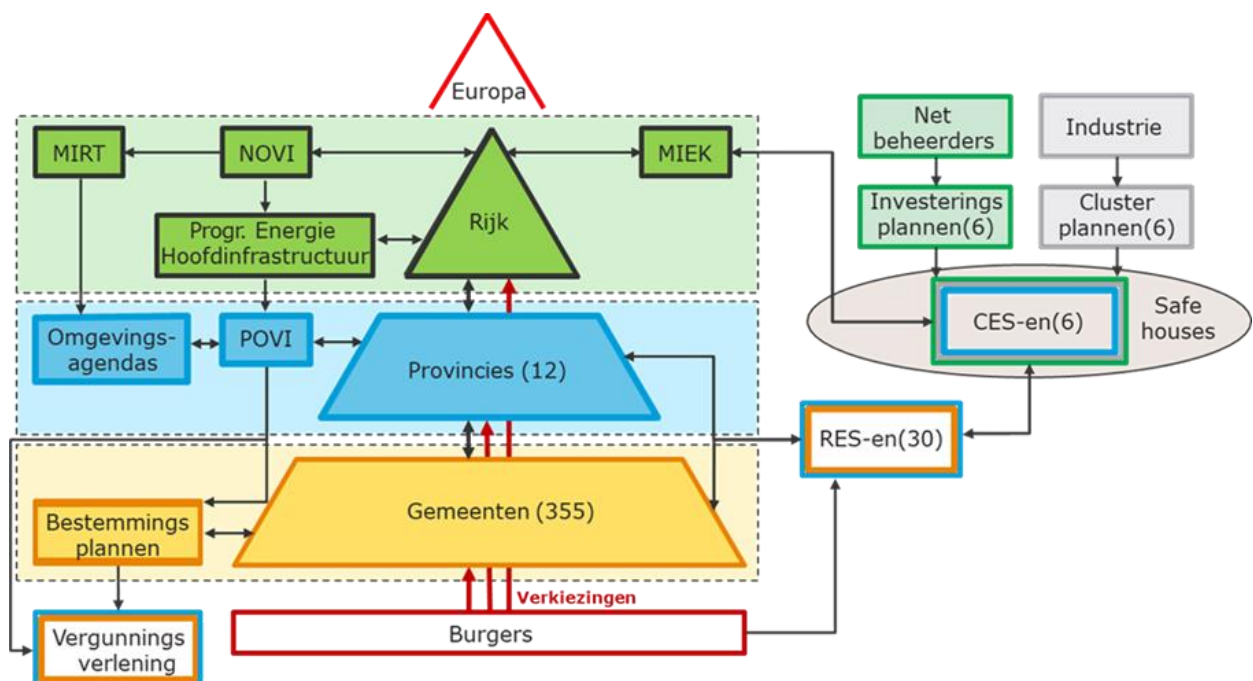 Europa
MIRT
NOVI
MIEK
Rijk
Progr. Energie
Hoofdinfrastructuur
Net
beheerders
Industrie
Investerings
plannen(6)
Cluster
plannen(6)
CES-en(6)
Safe
houses
Omgevings-
agendas
POVI
Provincies (12)
RES-en(30)
Bestemmings
plannen
Gemeenten (355)
Verkiezingen
Burgers
Vergunnings
verlening